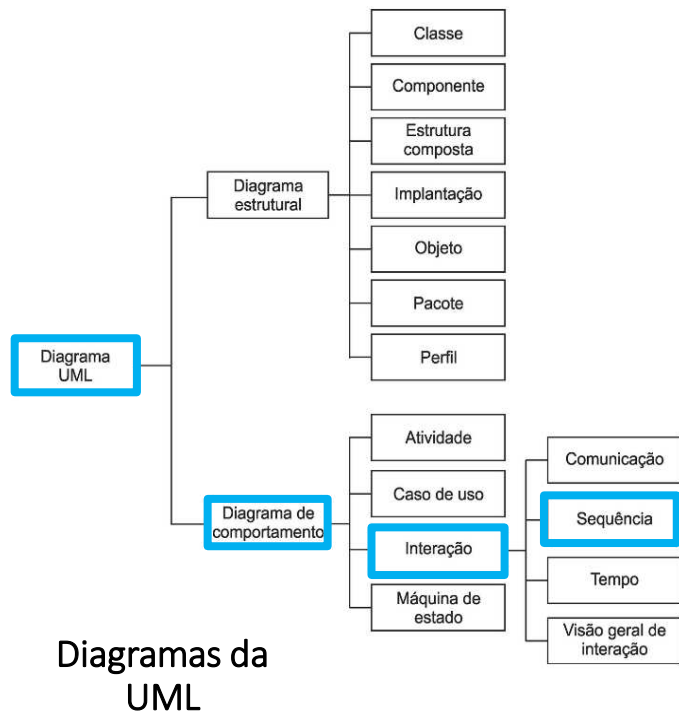 Classe
Componente
Estrutura
composta
Diagrama
estrutural
Implantação
Objeto
Pacote
Perfil
Diagrama
UML
Atividade
Comunicação
Caso de uso
Diagrama de
comportamento
Sequência
Interação
Tempo
Máquina de
estado
Visão geral de
interação
Diagramas da
UML